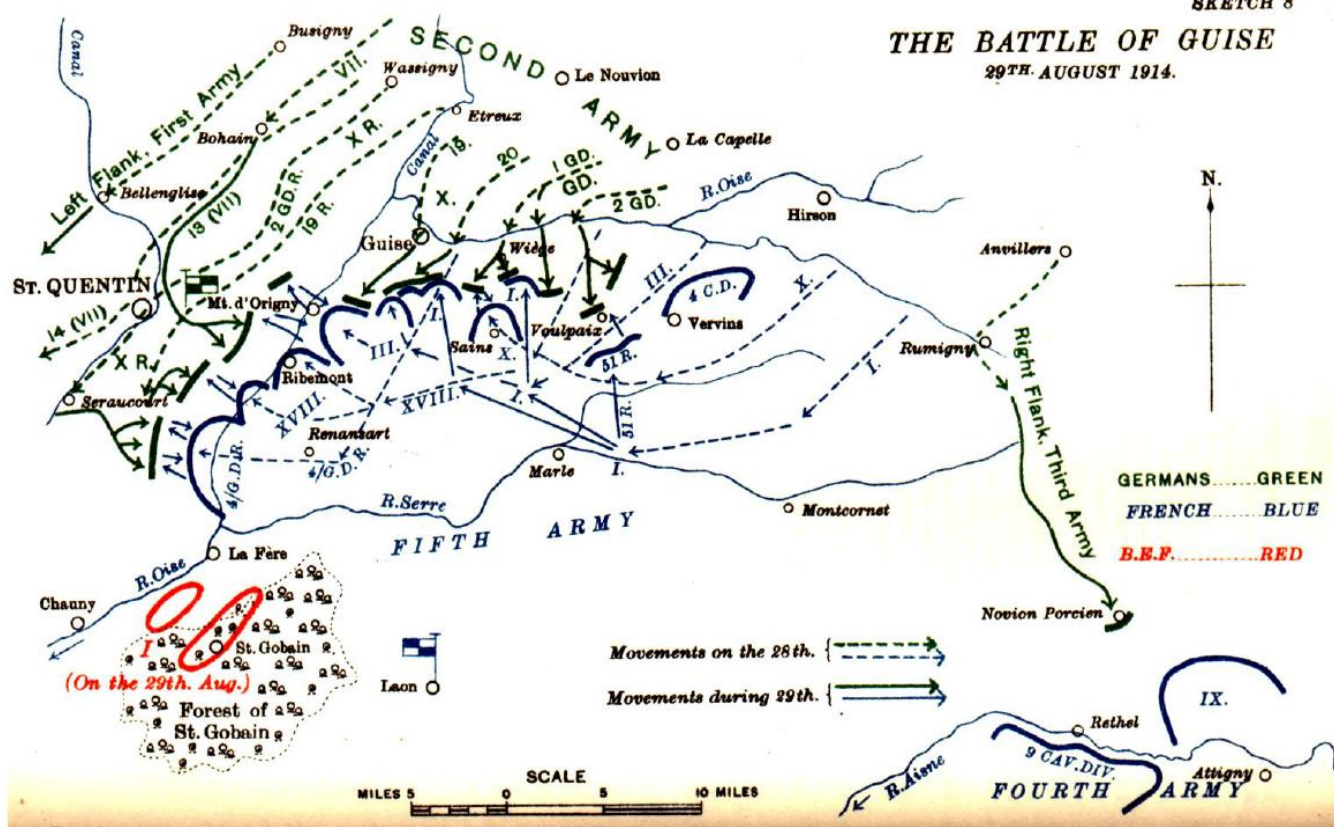 SKETCH 8
THE BATTLE OF GUISE
29TH. AUGUST 1914.
Canal
Busigny
VII.
SECOND
ARMY
Wassigny
Le Nouvion
Left Flank, First Army
Bohain
X R.
Etreux
Canal
15.
20
1 GD.
GD.
2 GD.
La Capelle
R.Oise
Hirson
N.
Bellenglise
13 (VII)
2 GD.R.
19 R.
X.
Guise
Wiège
Anvillers
ST. QUENTIN
Mt. d'Origny
III.
4 C.D.
X.
14 (VII)
I.
I.
Voulpaix
Vervins
X R.
III.
Sains
X.
51 R.
Rumigny
I.
Ribemont
Seraucourt
XVIII.
XVIII.
I.
51 R.
Renansart
4/G.D.R.
4/G.D.R.
Marle
I.
Right Flank, Third Army
R.Serre
Montcornet
GERMANS......GREEN
FRENCH..........BLUE
B.E.F.............RED
FIFTH ARMY
La Fère
R.Oise
Chauny
Novion Porcien
I
St. Gobain
(On the 29th. Aug.)
Forest of
St. Gobain
Laon
Movements on the 28th.
Movements during 29th.
IX.
Rethel
9 CAV. DIV.
Attigny
R.Aisne
FOURTH ARMY
SCALE
MILES 5 0 5 10 MILES